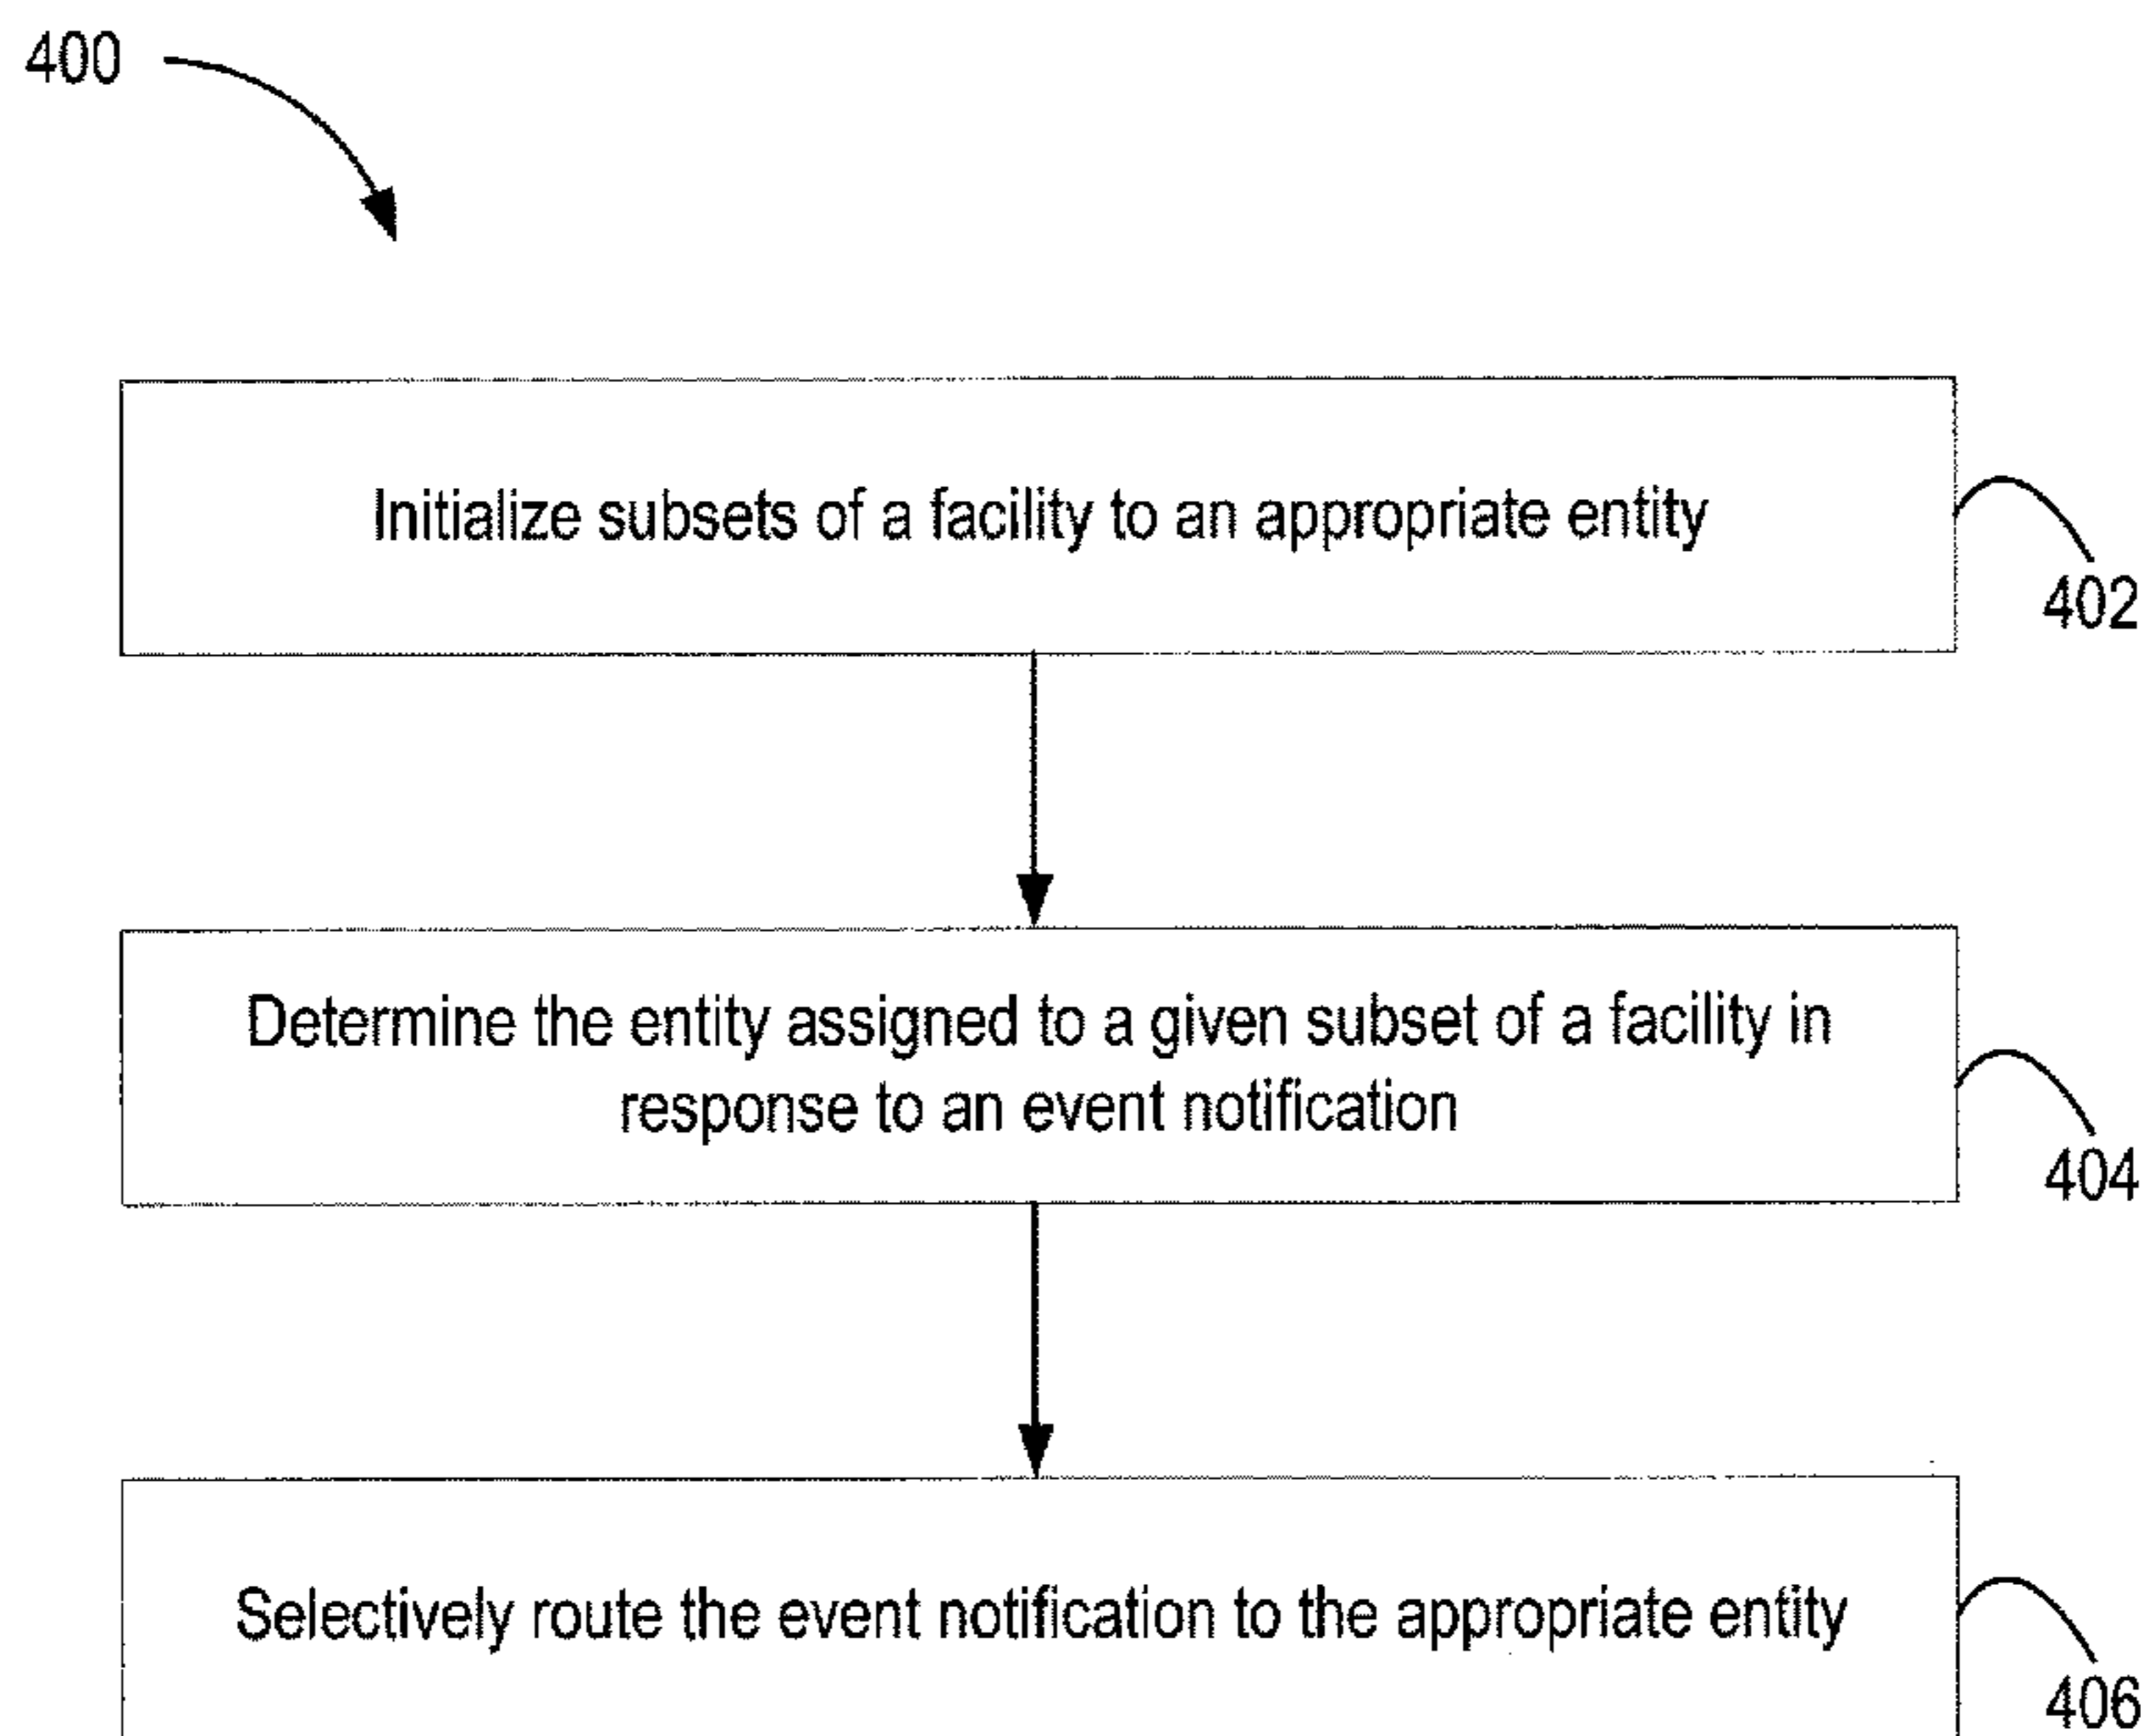 400
Initialize subsets of a facility to an appropriate entity
402
Determine the entity assigned to a given subset of a facility in
response to an event notification
404
Selectively route the event notification to the appropriate entity
406